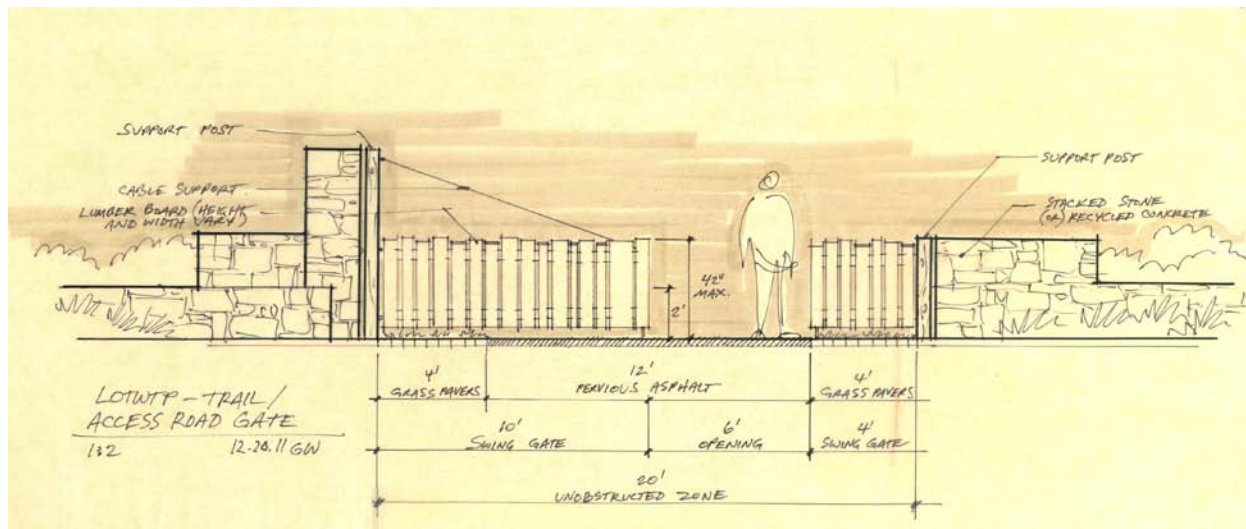 SUPPORT POST
CABLE SUPPORT
LUMBER BOARD (HEIGHT
AND WIDTH VARY)
SUPPORT POST
STACKED STONE
(OR) RECYCLED CONCRETE
42"
MAX.
2'
4'
GRASS PAVERS
12'
PERVIOUS ASPHALT
4'
GRASS PAVERS
10'
SWING GATE
6'
OPENING
4'
SWING GATE
20'
UNOBSTRUCTED ZONE
LOTWTP - TRAIL /
ACCESS ROAD GATE
1:2 12.20.11 GW